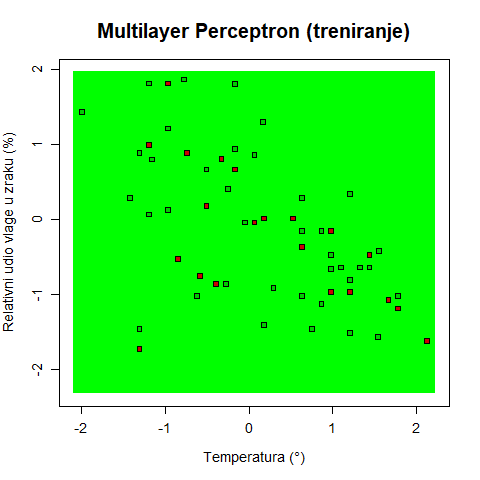 Multilayer Perceptron (treniranje)
Relativni udio vlage u zraku (%)
2
1
0
-1
-2
-2 -1 0 1 2
Temperatura (°)